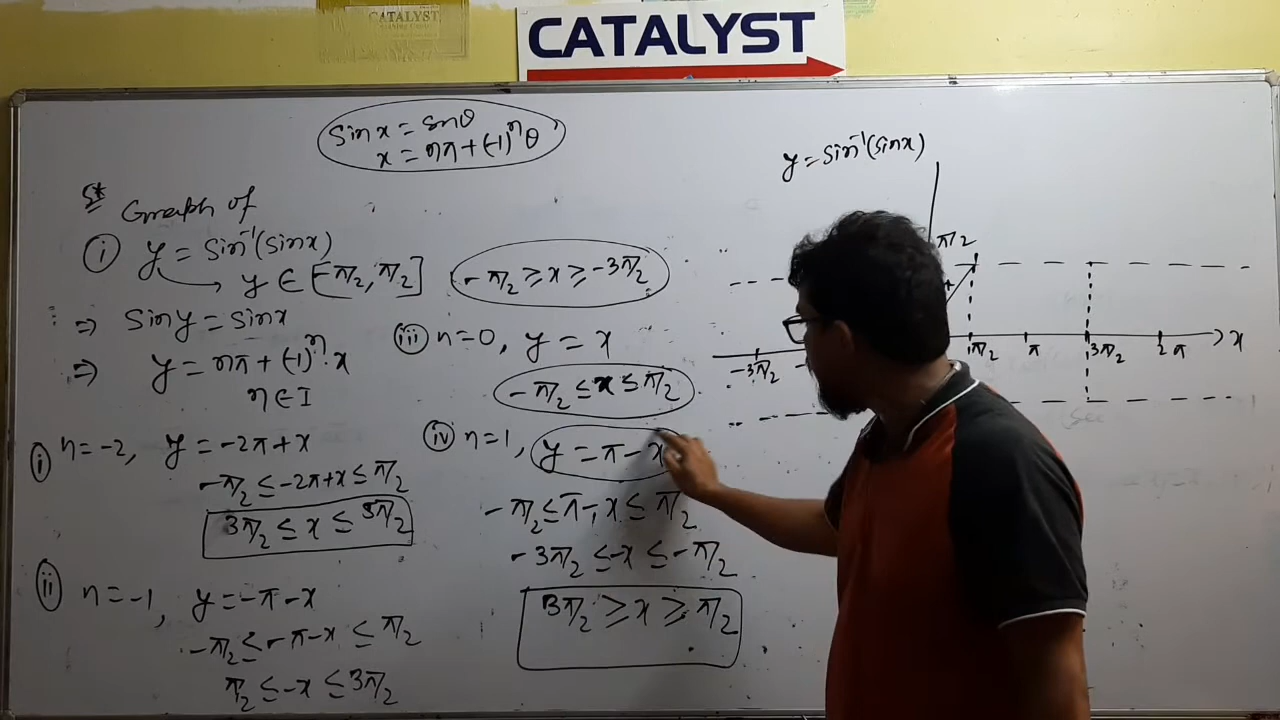 CATALYST
CATALYST
sin x = sinθ
x = nπ + (-1)ⁿθ
Graph of
(i) y = sin⁻¹(sinx)
y ∈ [-π/2, π/2]
⇒ sin y = sinx
⇒ y = nπ + (-1)ⁿ·x
n ∈ I
(i) n = -2, y = -2π + x
-π/2 ≤ -2π + x ≤ π/2
3π/2 ≤ x ≤ 5π/2
(ii) n = -1, y = -π - x
-π/2 ≤ -π - x ≤ π/2
π/2 ≤ -x ≤ 3π/2
-π/2 ≥ x ≥ -3π/2
(iii) n = 0, y = x
-π/2 ≤ x ≤ π/2
(iv) n = 1, y = π - x
-π/2 ≤ π - x ≤ π/2
-3π/2 ≤ -x ≤ -π/2
3π/2 ≥ x ≥ π/2
y = sin⁻¹(sinx)
π/2
-3π/2
π/2 π 3π/2 2π x